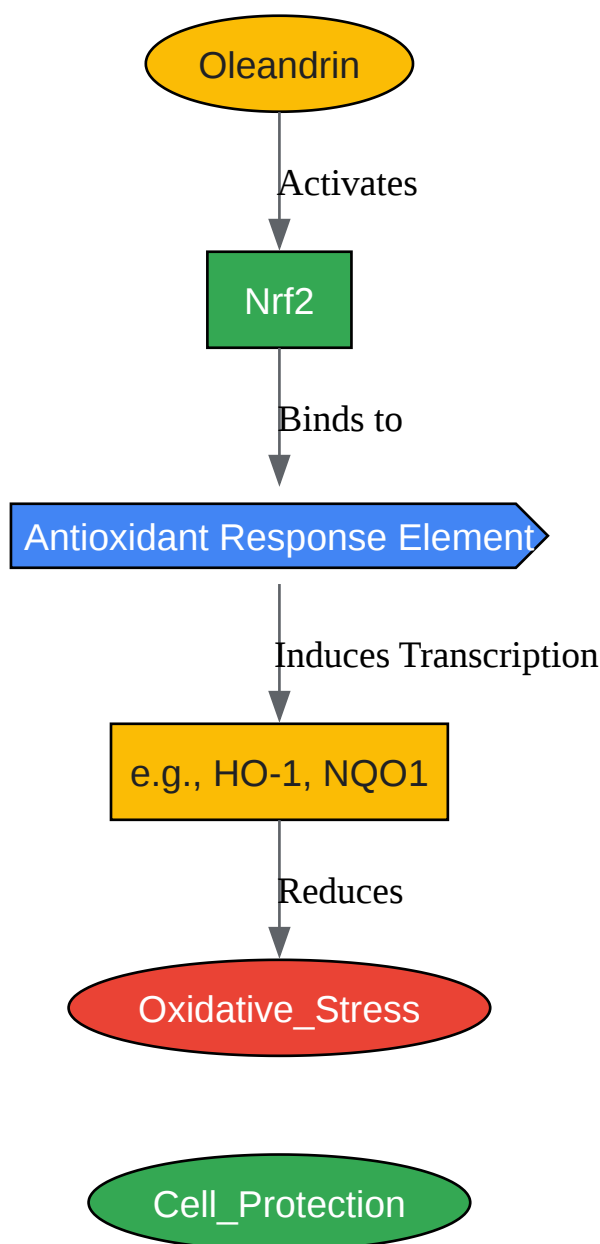 Oleandrin
Activates
Nrf2
Binds to
Antioxidant Response Element
Induces Transcription
e.g., HO-1, NQO1
Reduces
Oxidative_Stress
Cell_Protection